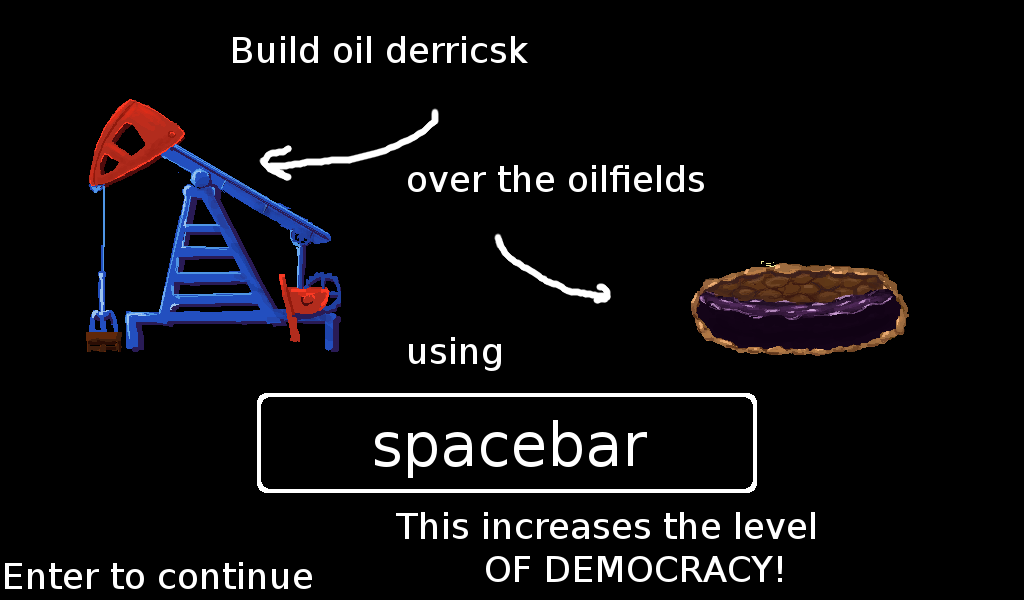 Build oil derricsk
over the oilfields
using
spacebar
This increases the level
OF DEMOCRACY!
Enter to continue